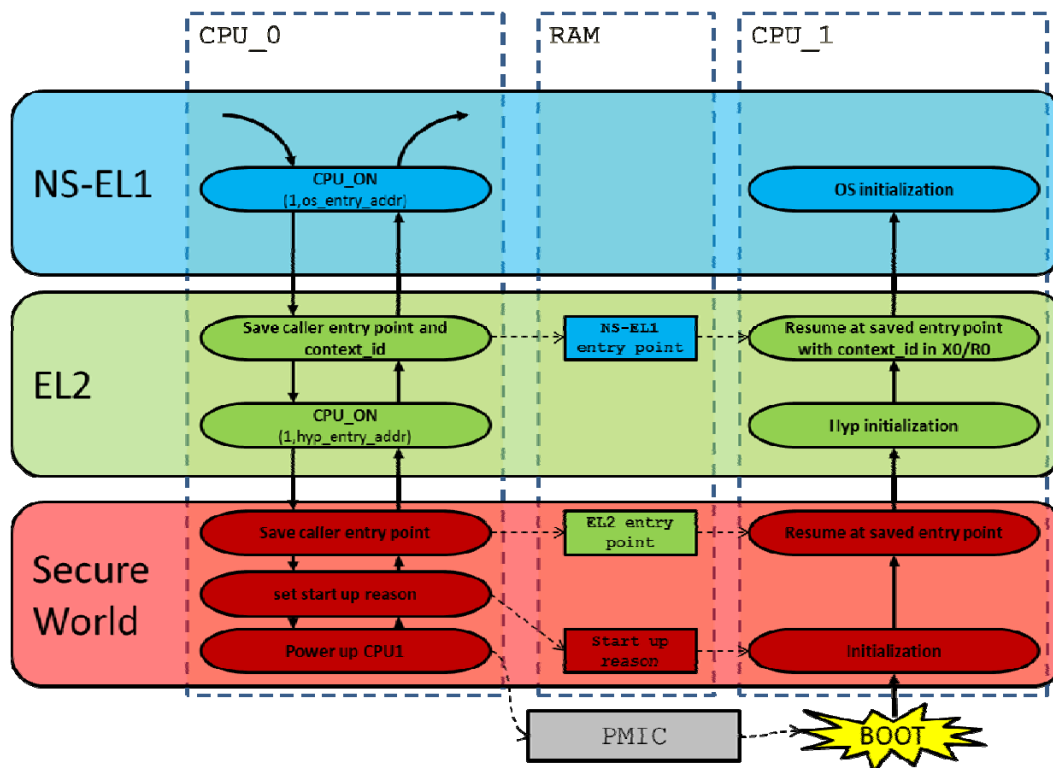 CPU_0
RAM
CPU_1
NS-EL1
CPU_ON
(1,os_entry_addr)
OS initialization
EL2
Save caller entry point and
context_id
NS-EL1
entry point
Resume at saved entry point
with context_id in X0/R0
CPU_ON
(1,hyp_entry_addr)
Hyp initialization
Secure
World
Save caller entry point
EL2 entry
point
Resume at saved entry point
set start up reason
Power up CPU1
Start up
reason
Initialization
PMIC
BOOT